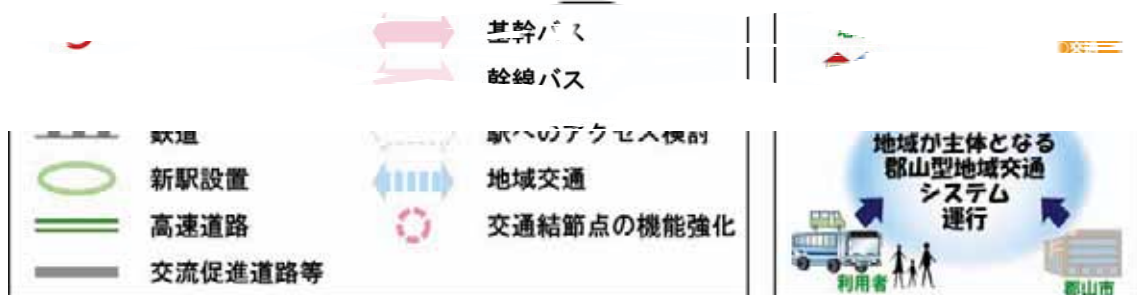 基幹バス
幹線バス
鉄道
駅へのアクセス検討
新駅設置
地域交通
高速道路
交通結節点の機能強化
交流促進道路等
地域が主体となる
郡山型地域交通
システム
運行
利用者
郡山市